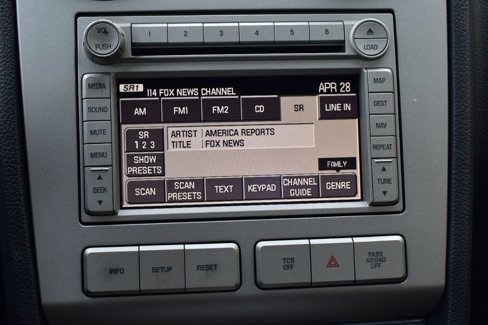 VOL
PUSH
1 2 3 4 5 6
LOAD
MEDIA
SOUND
MUTE
MENU
SEEK
SR1 114 FOX NEWS CHANNEL APR 28
AM FM1 FM2 CD SR LINE IN
SR
1 2 3
ARTIST AMERICA REPORTS
TITLE FOX NEWS
SHOW
PRESETS
FAMILY
SCAN SCAN PRESETS TEXT KEYPAD CHANNEL GUIDE GENRE
MAP
DEST
NAV
REPEAT
TUNE
INFO SETUP RESET
TCS
OFF
PASS
AIRBAG
OFF